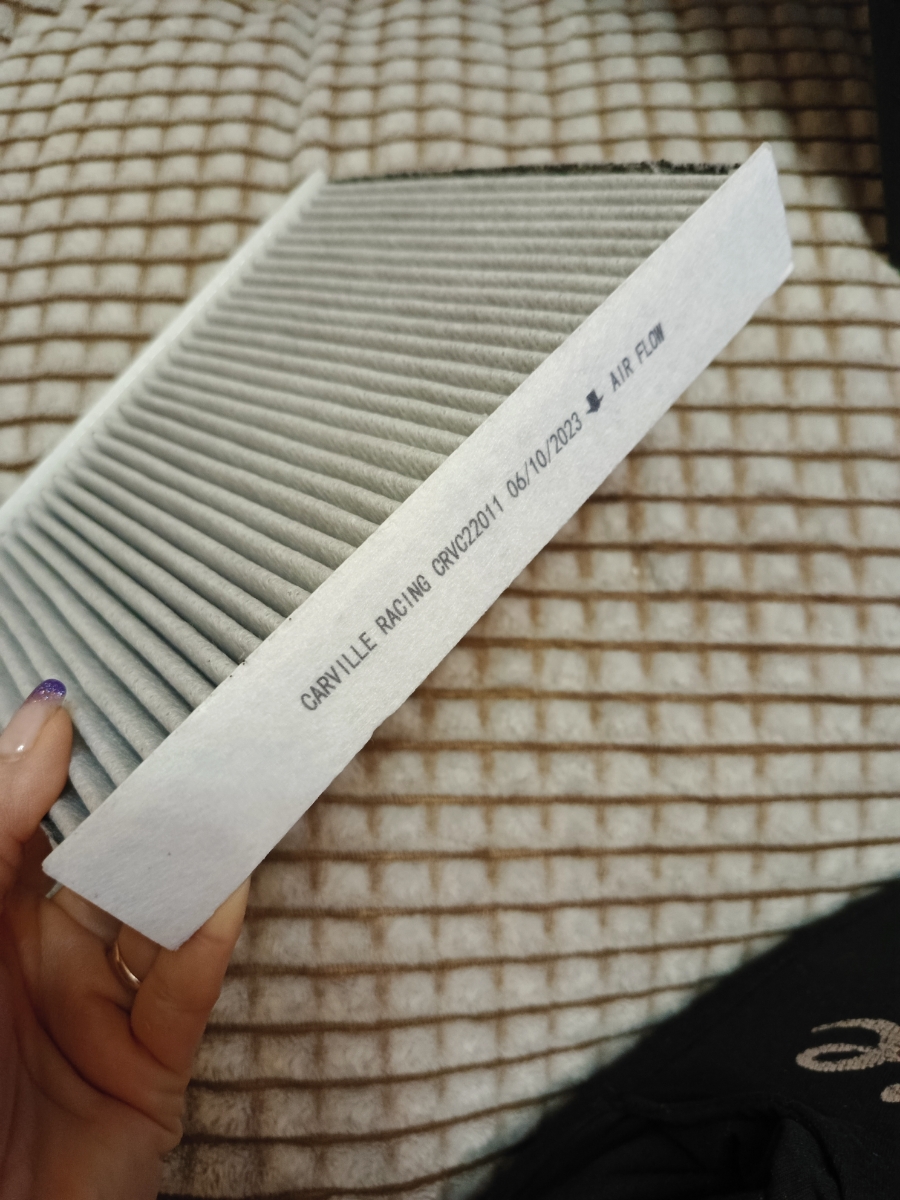 CARVILLE RACING CRVC22011 06/10/2023 🡇 AIR FLOW